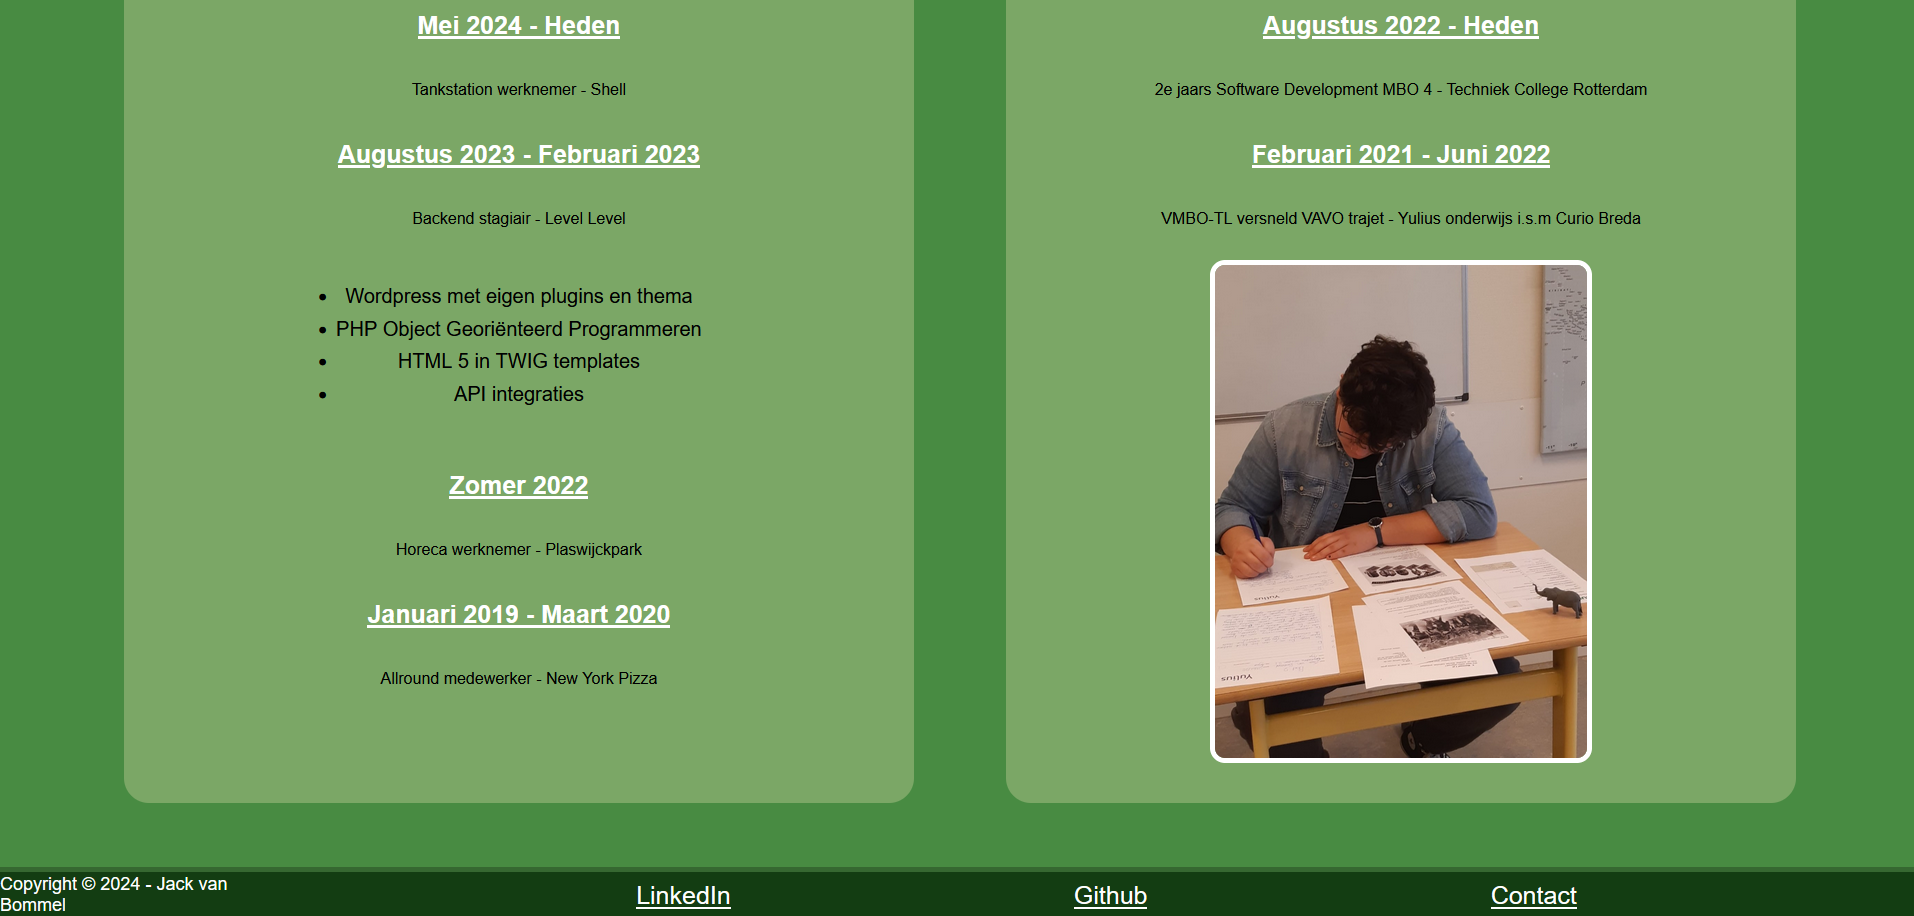 Mei 2024 - Heden
Tankstation werknemer - Shell
Augustus 2023 - Februari 2023
Backend stagiair - Level Level
Wordpress met eigen plugins en thema
PHP Object Georiënteerd Programmeren
HTML 5 in TWIG templates
API integraties
Zomer 2022
Horeca werknemer - Plaswijckpark
Januari 2019 - Maart 2020
Allround medewerker - New York Pizza
Augustus 2022 - Heden
2e jaars Software Development MBO 4 - Techniek College Rotterdam
Februari 2021 - Juni 2022
VMBO-TL versneld VAVO trajet - Yulius onderwijs i.s.m Curio Breda
Yulius
Yulius
Copyright © 2024 - Jack van
Bommel
LinkedIn
Github
Contact